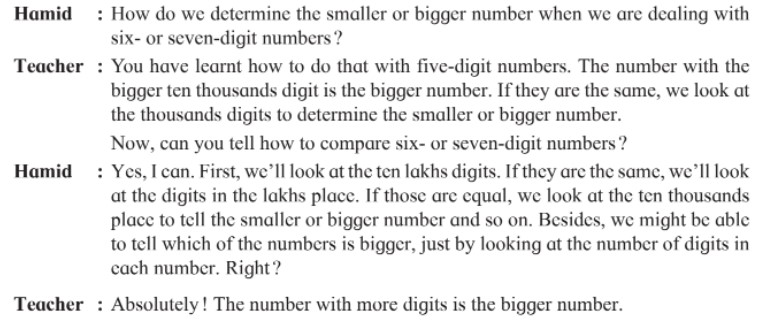 Hamid : How do we determine the smaller or bigger number when we are dealing with
six- or seven-digit numbers?
Teacher : You have learnt how to do that with five-digit numbers. The number with the
bigger ten thousands digit is the bigger number. If they are the same, we look at
the thousands digits to determine the smaller or bigger number.
Now, can you tell how to compare six- or seven-digit numbers?
Hamid : Yes, I can. First, we'll look at the ten lakhs digits. If they are the same, we'll look
at the digits in the lakhs place. If those are equal, we look at the ten thousands
place to tell the smaller or bigger number and so on. Besides, we might be able
to tell which of the numbers is bigger, just by looking at the number of digits in
each number. Right?
Teacher : Absolutely! The number with more digits is the bigger number.